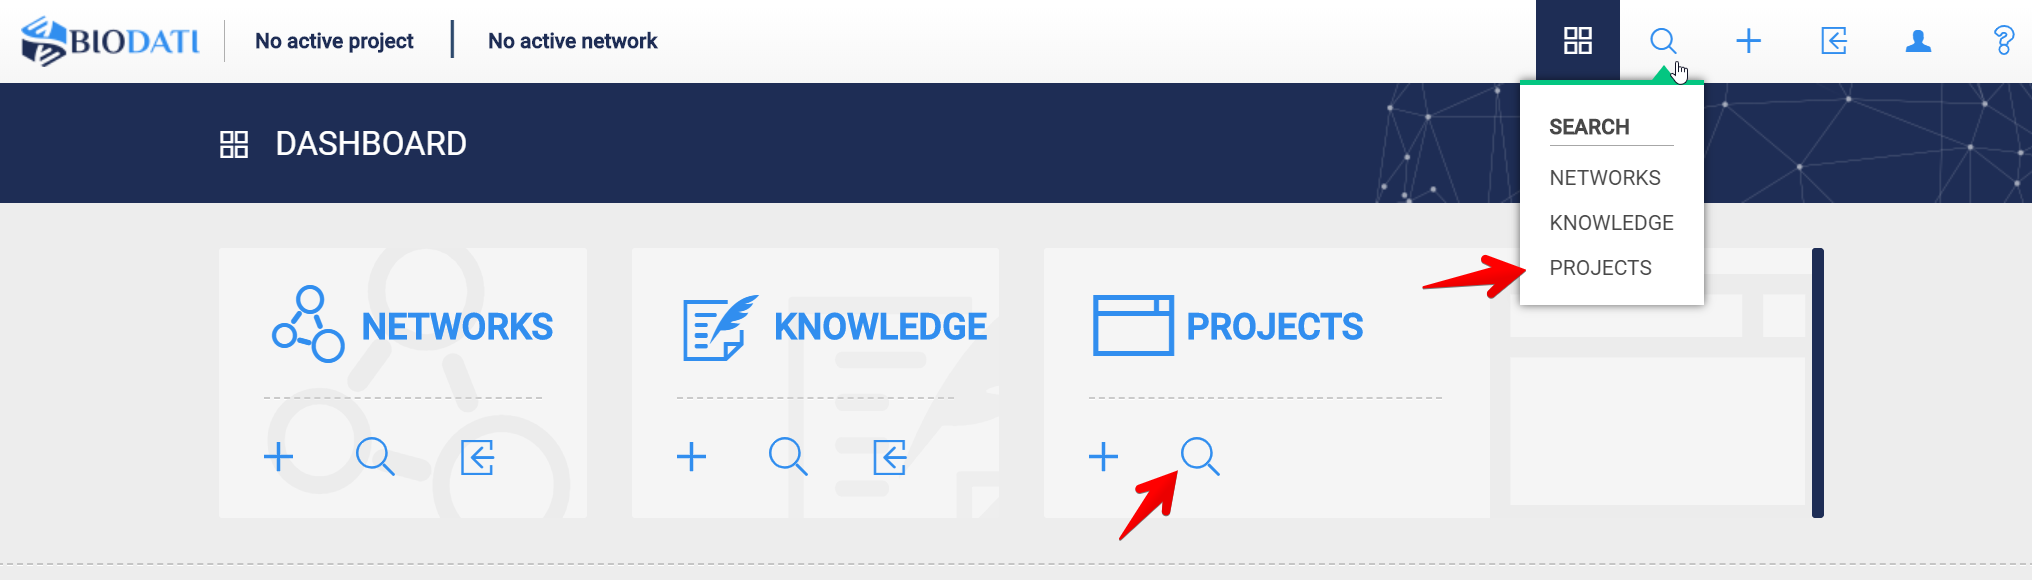 BIODATI
No active project
No active network
DASHBOARD
SEARCH
NETWORKS
KNOWLEDGE
PROJECTS
NETWORKS
KNOWLEDGE
PROJECTS